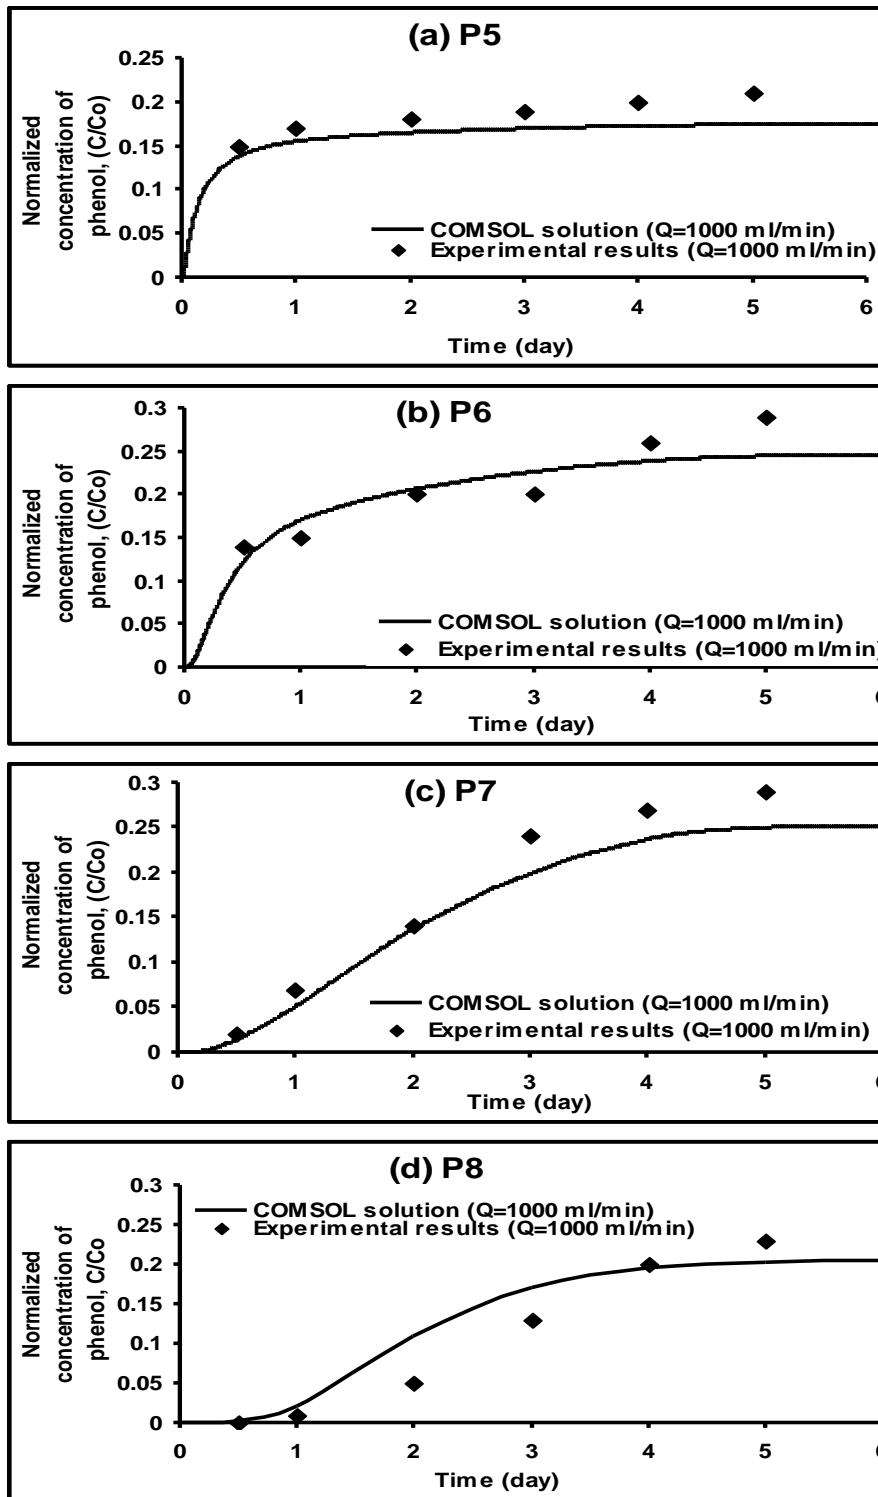 (a) P5
Normalized
concentration of
phenol, (C/Co)
0.25
0.2
0.15
0.1
0.05
0
COMSOL solution (Q=1000 ml/min)
Experimental results (Q=1000 ml/min)
0 1 2 3 4 5 6
Time (day)
(b) P6
Normalized
concentration of
phenol, (C/Co)
0.3
0.25
0.2
0.15
0.1
0.05
0
COMSOL solution (Q=1000 ml/min)
Experimental results (Q=1000 ml/min)
0 1 2 3 4 5
Time (day)
(c) P7
Normalized
concentration of
phenol, (C/Co)
0.3
0.25
0.2
0.15
0.1
0.05
0
COMSOL solution (Q=1000 ml/min)
Experimental results (Q=1000 ml/min)
0 1 2 3 4 5
Time (day)
(d) P8
Normalized
concentration of
phenol, C/Co
0.3
0.25
0.2
0.15
0.1
0.05
0
COMSOL solution (Q=1000 ml/min)
Experimental results (Q=1000 ml/min)
0 1 2 3 4 5
Time (day)